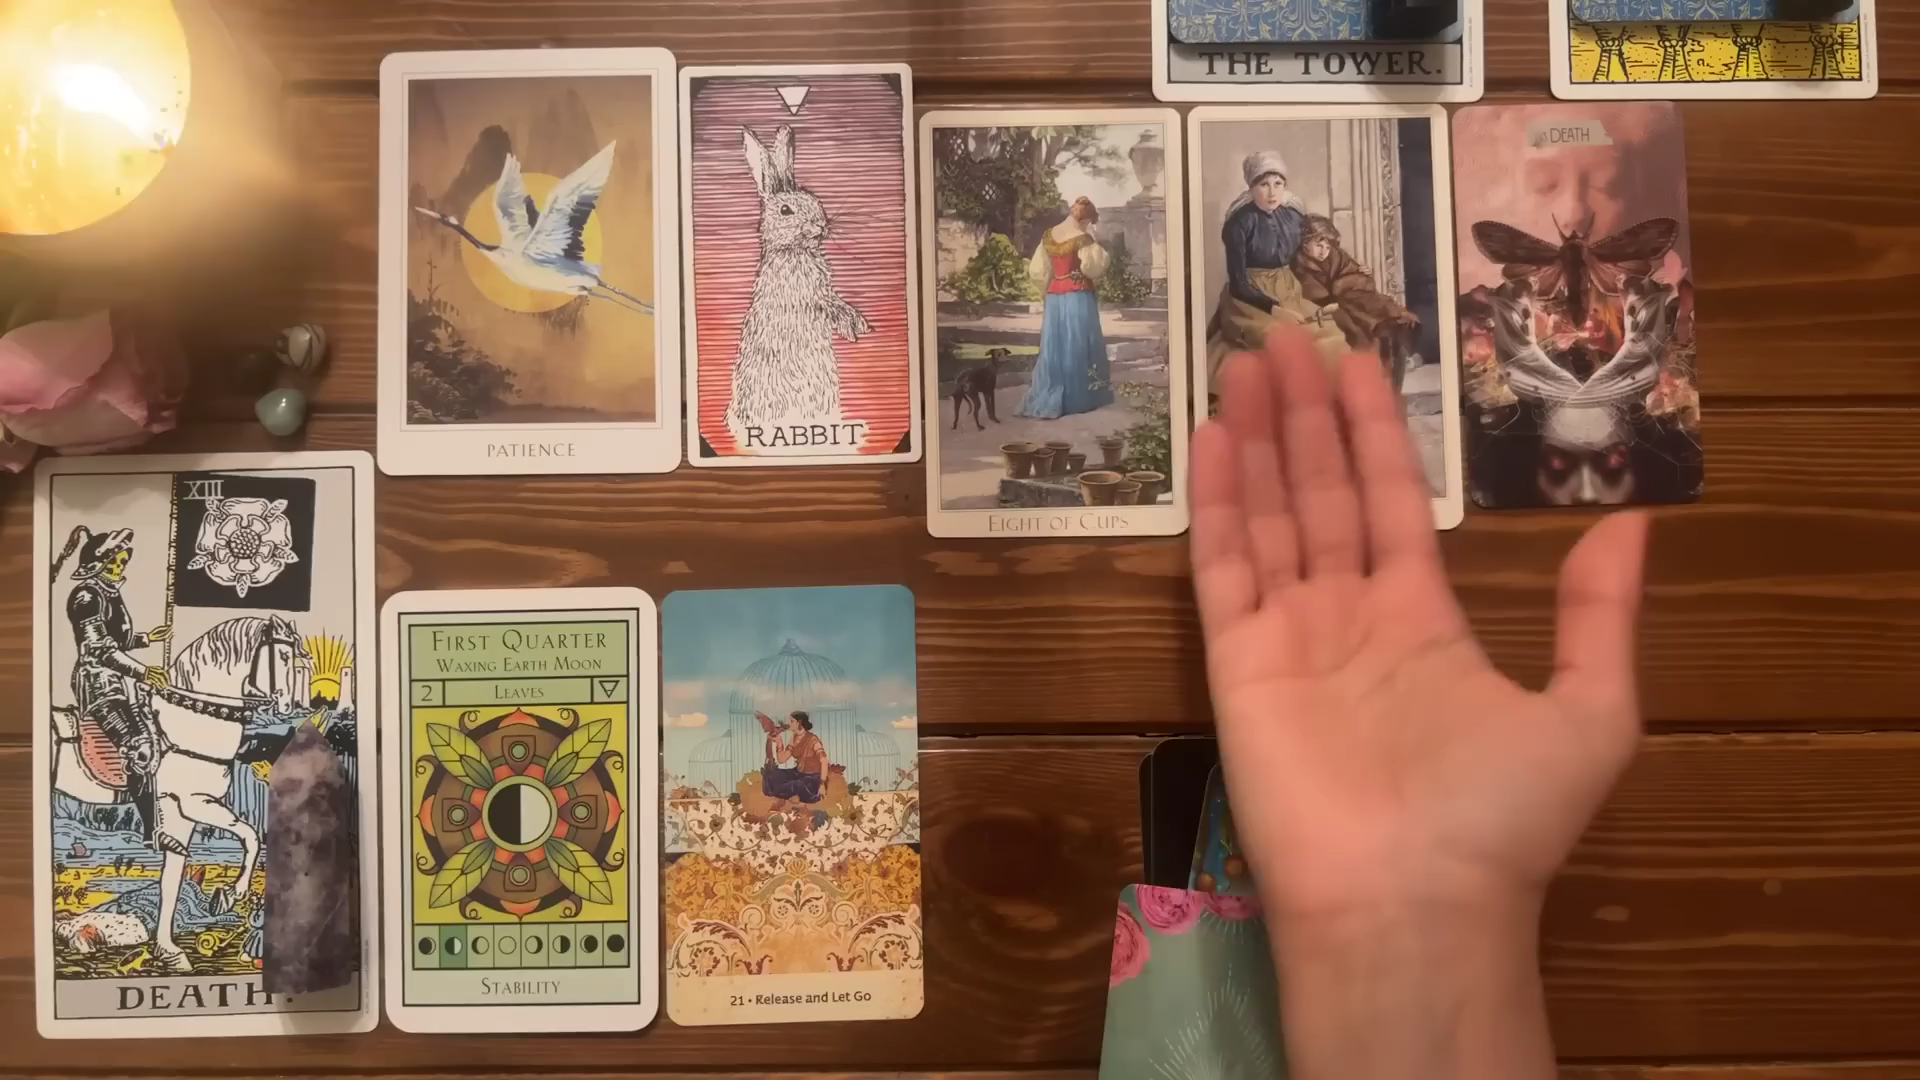 THE TOWER.
PATIENCE
RABBIT
EIGHT OF CUPS
DEATH
XIII
DEATH.
FIRST QUARTER
WAXING EARTH MOON
2 LEAVES
STABILITY
21 • Release and Let Go